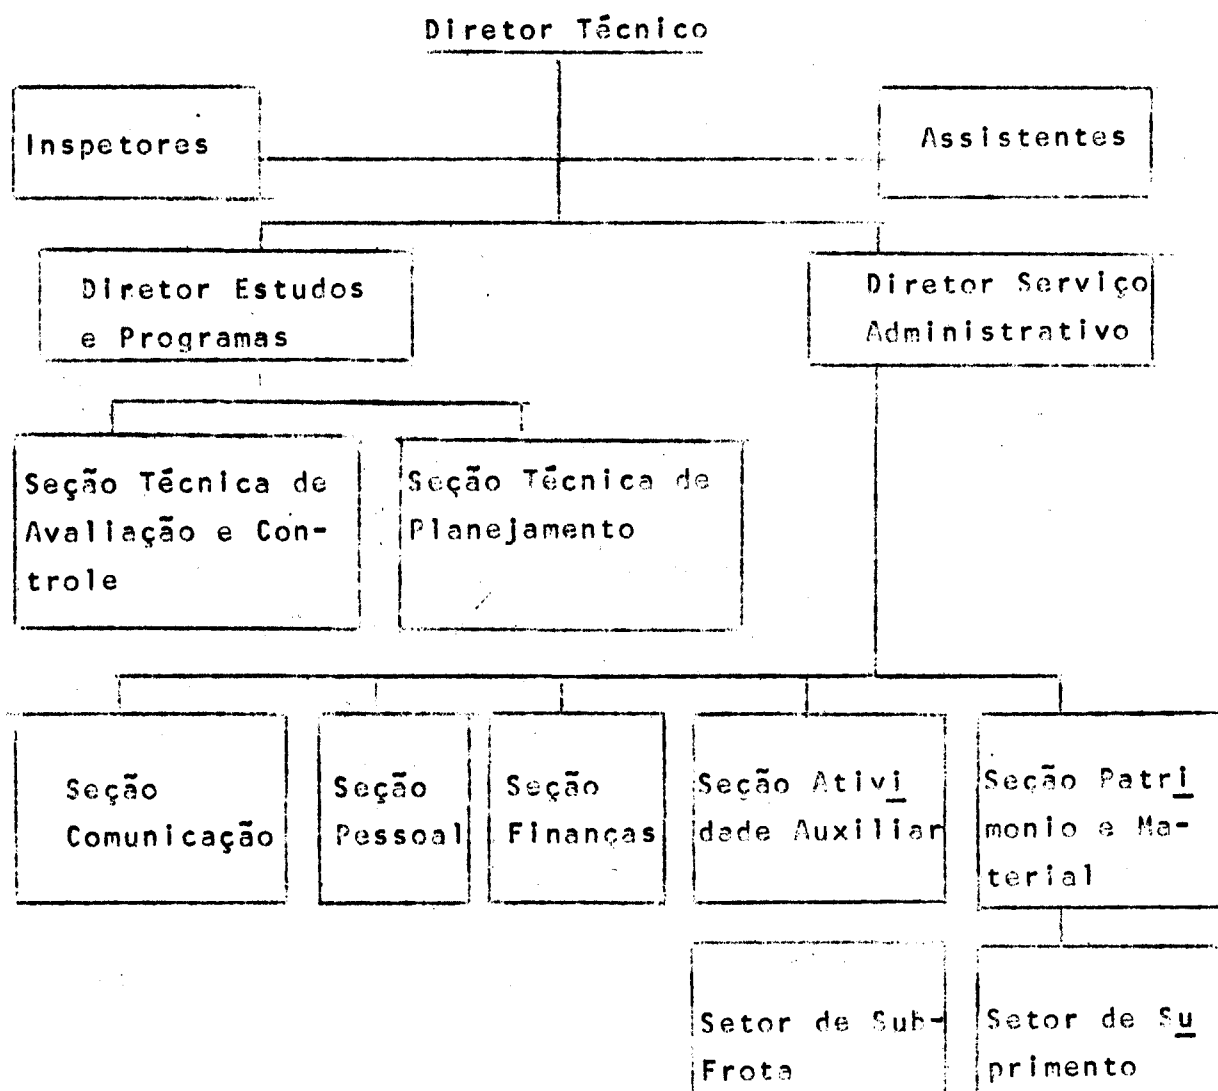 Diretor Técnico
Inspetores
Assistentes
Diretor Estudos
e Programas
Diretor Serviço
Administrativo
Seção Técnica de
Avaliação e Con-
trole
Seção Técnica de
Planejamento
Seção
Comunicação
Seção
Pessoal
Seção
Finanças
Seção Ativi
dade Auxiliar
Seção Patri
monio e Ma-
terial
Setor de Sub-
Frota
Setor de Su
primento